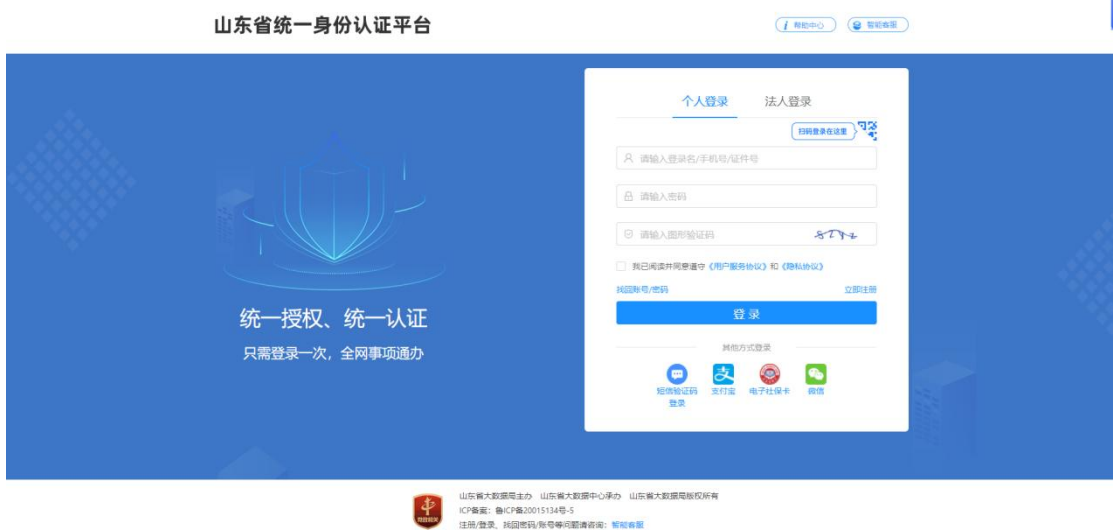 山东省统一身份认证平台
帮助中心
智能客服
个人登录 法人登录
扫码登录在这里
请输入登录名/手机号/证件号
请输入密码
请输入图形验证码
我已阅读并同意遵守《用户服务协议》和《隐私协议》
找回账号/密码 立即注册
登 录
其他方式登录
短信验证码登录
支付宝
电子社保卡
微信
统一授权、统一认证
只需登录一次，全网事项通办
山东省大数据局主办 山东省大数据中心承办 山东省大数据局版权所有
ICP备案：鲁ICP备20015134号-5
注册/登录、找回密码/账号等问题请咨询：智能客服
党政机关